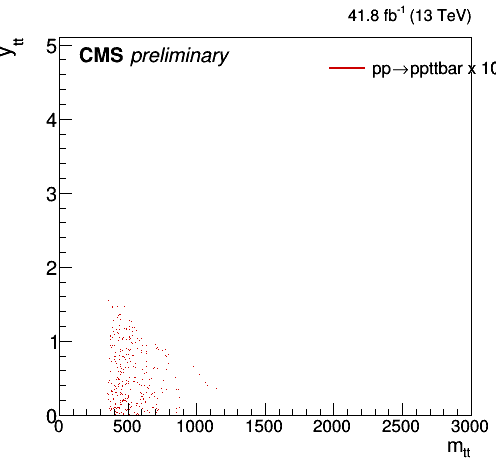 41.8 fb⁻¹ (13 TeV)
y_tt
CMS preliminary
pp→ppttbar x 10
5
4
3
2
1
0
0 500 1000 1500 2000 2500 3000
m_tt